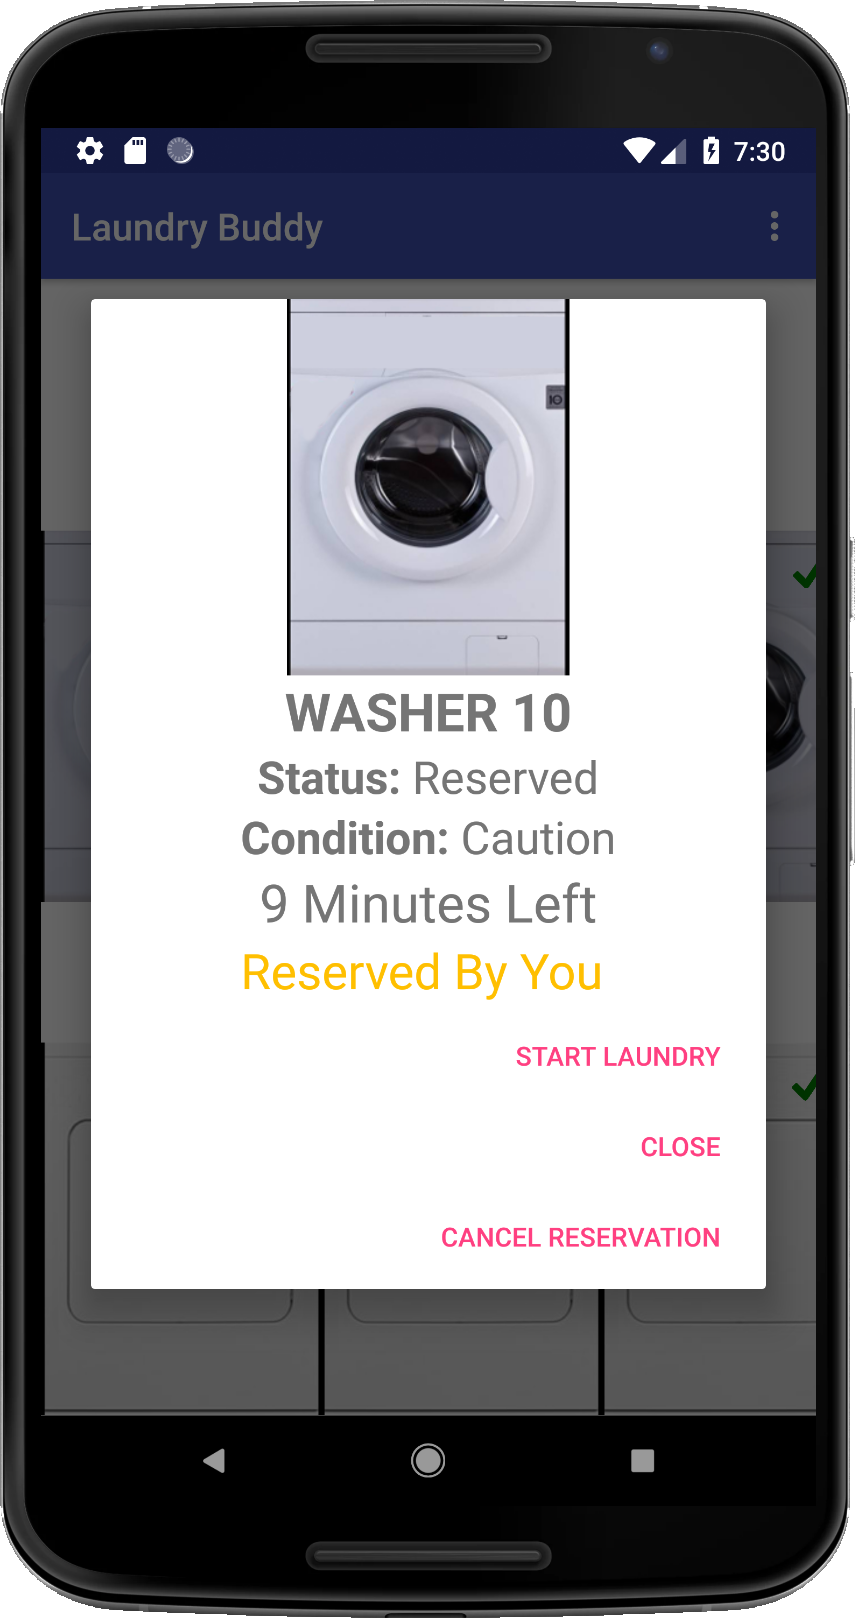 7:30
Laundry Buddy
WASHER 10
Status: Reserved
Condition: Caution
9 Minutes Left
Reserved By You
START LAUNDRY
CLOSE
CANCEL RESERVATION